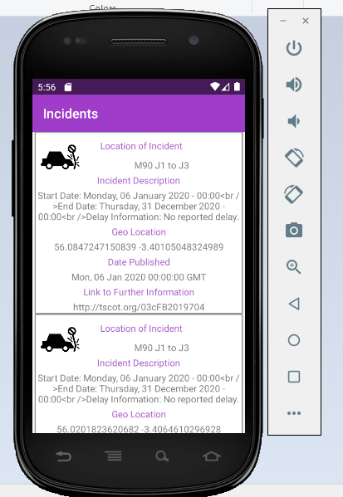 Colors
5:56
Incidents
Location of Incident
M90 J1 to J3
Incident Description
Start Date: Monday, 06 January 2020 - 00:00<br /
>End Date: Thursday, 31 December 2020 -
00:00<br />Delay Information: No reported delay.
Geo Location
56.0847247150839 -3.40105048324989
Date Published
Mon, 06 Jan 2020 00:00:00 GMT
Link to Further Information
http://tscot.org/03cFB2019704
Location of Incident
M90 J1 to J3
Incident Description
Start Date: Monday, 06 January 2020 - 00:00<br /
>End Date: Thursday, 31 December 2020 -
00:00<br />Delay Information: No reported delay.
Geo Location
56.0201823620682 -3.4064610296928